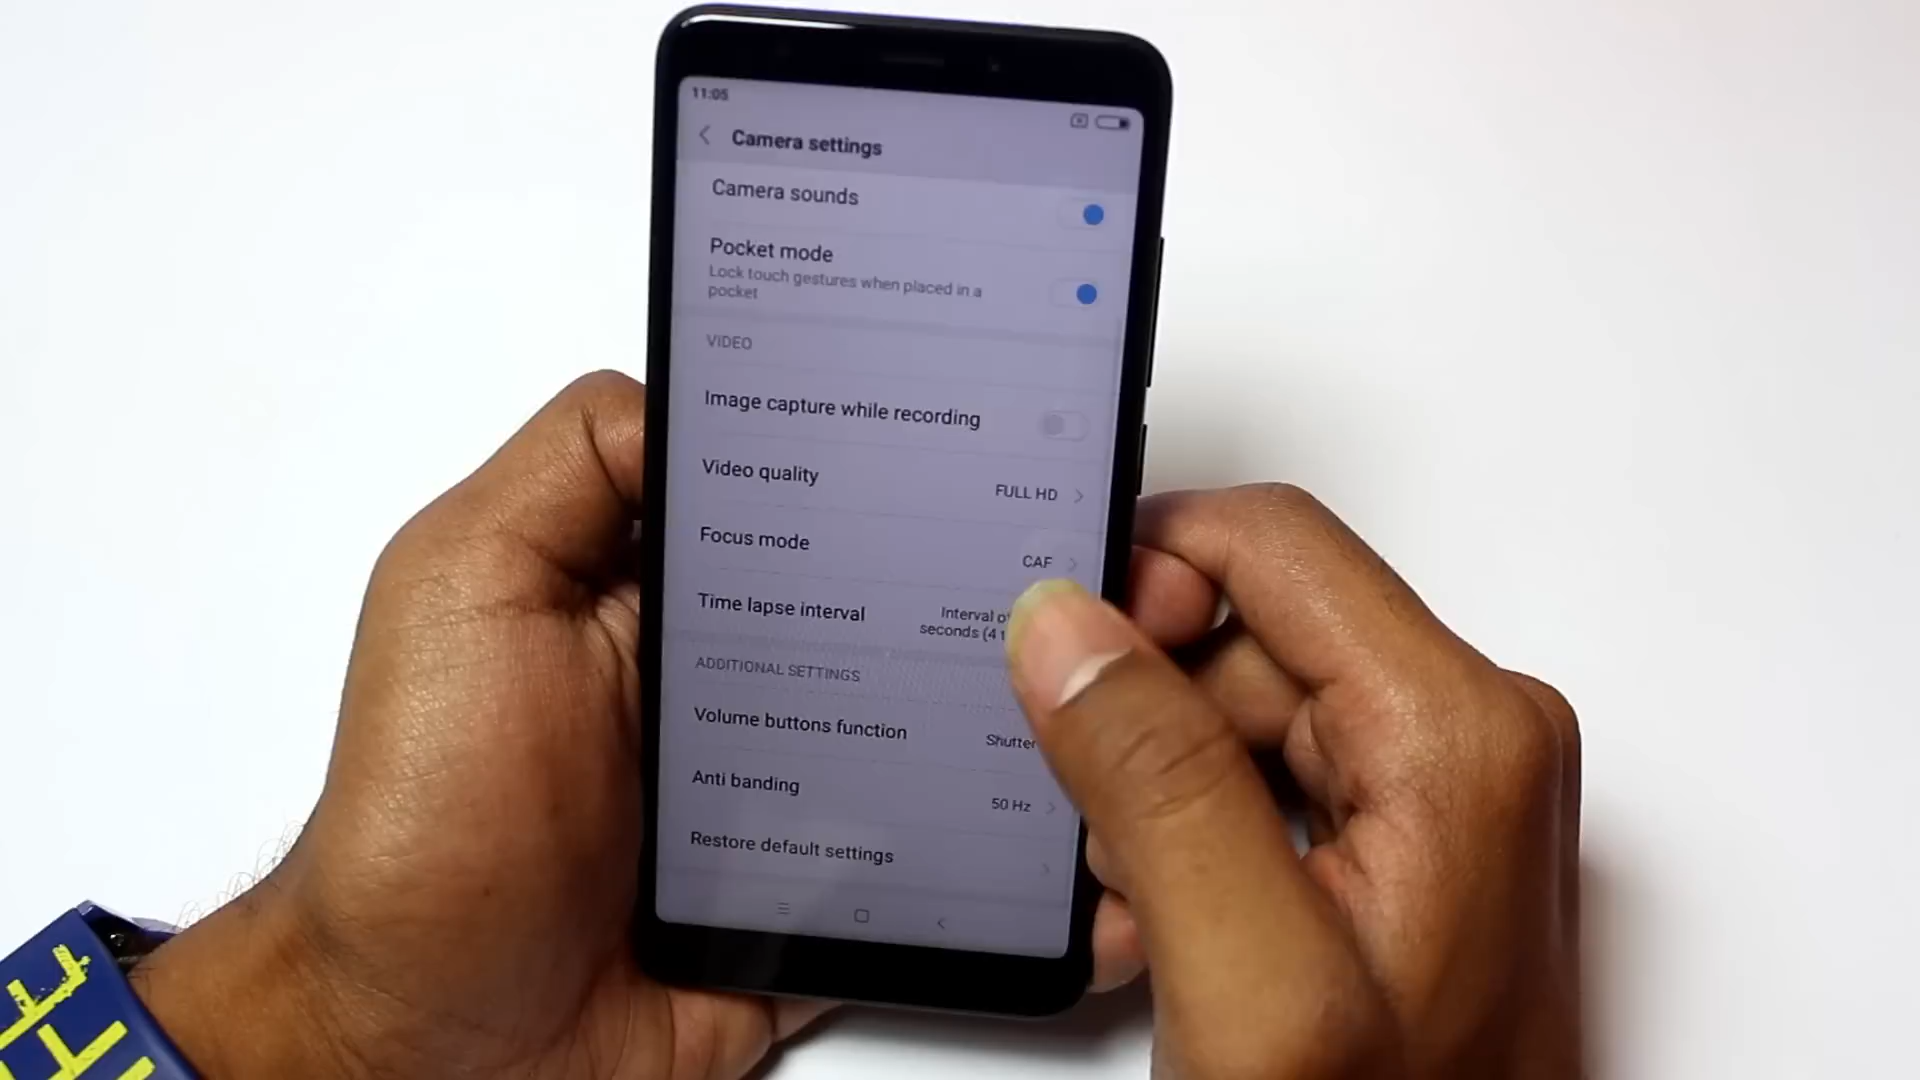 11:05
Camera settings
Camera sounds
Pocket mode
Lock touch gestures when placed in a
pocket
VIDEO
Image capture while recording
Video quality
FULL HD
Focus mode
CAF
Time lapse interval
Interval
seconds (4
ADDITIONAL SETTINGS
Volume buttons function
Shutter
Anti banding
50 Hz
Restore default settings